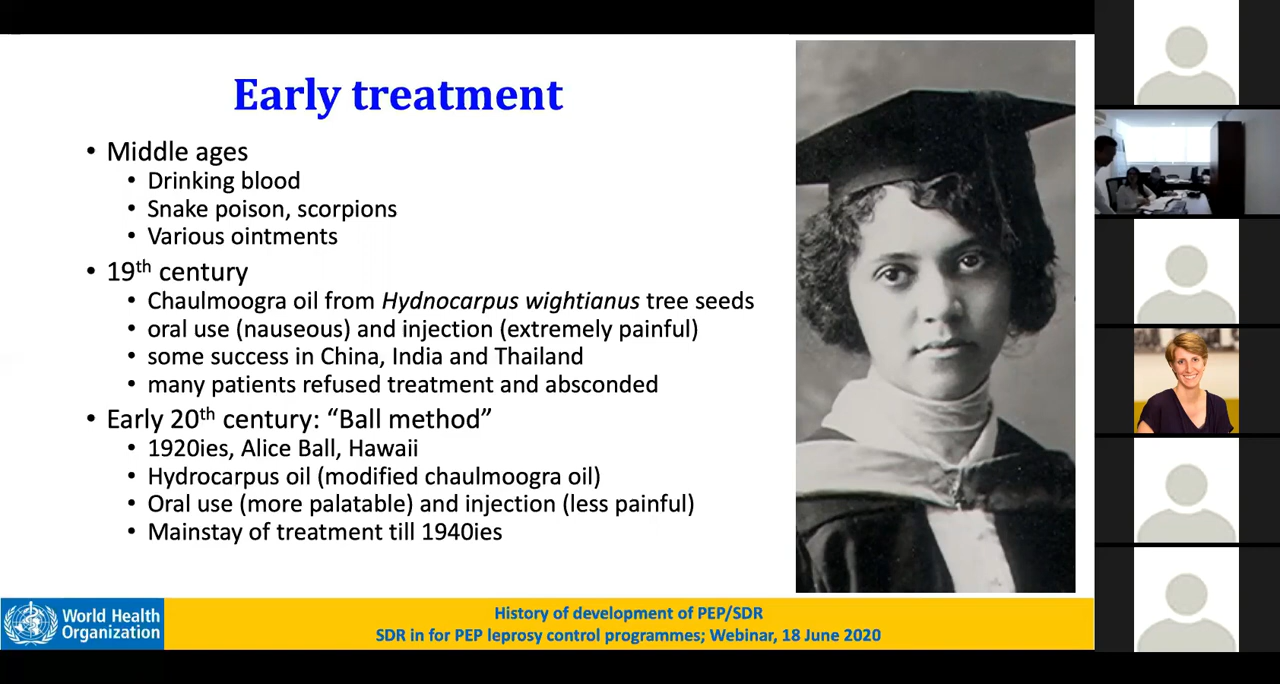 Early treatment
• Middle ages
• Drinking blood
• Snake poison, scorpions
• Various ointments
• 19th century
• Chaulmoogra oil from Hydnocarpus wightianus tree seeds
• oral use (nauseous) and injection (extremely painful)
• some success in China, India and Thailand
• many patients refused treatment and absconded
• Early 20th century: “Ball method”
• 1920ies, Alice Ball, Hawaii
• Hydrocarpus oil (modified chaulmoogra oil)
• Oral use (more palatable) and injection (less painful)
• Mainstay of treatment till 1940ies
World Health
Organization
History of development of PEP/SDR
SDR in for PEP leprosy control programmes; Webinar, 18 June 2020